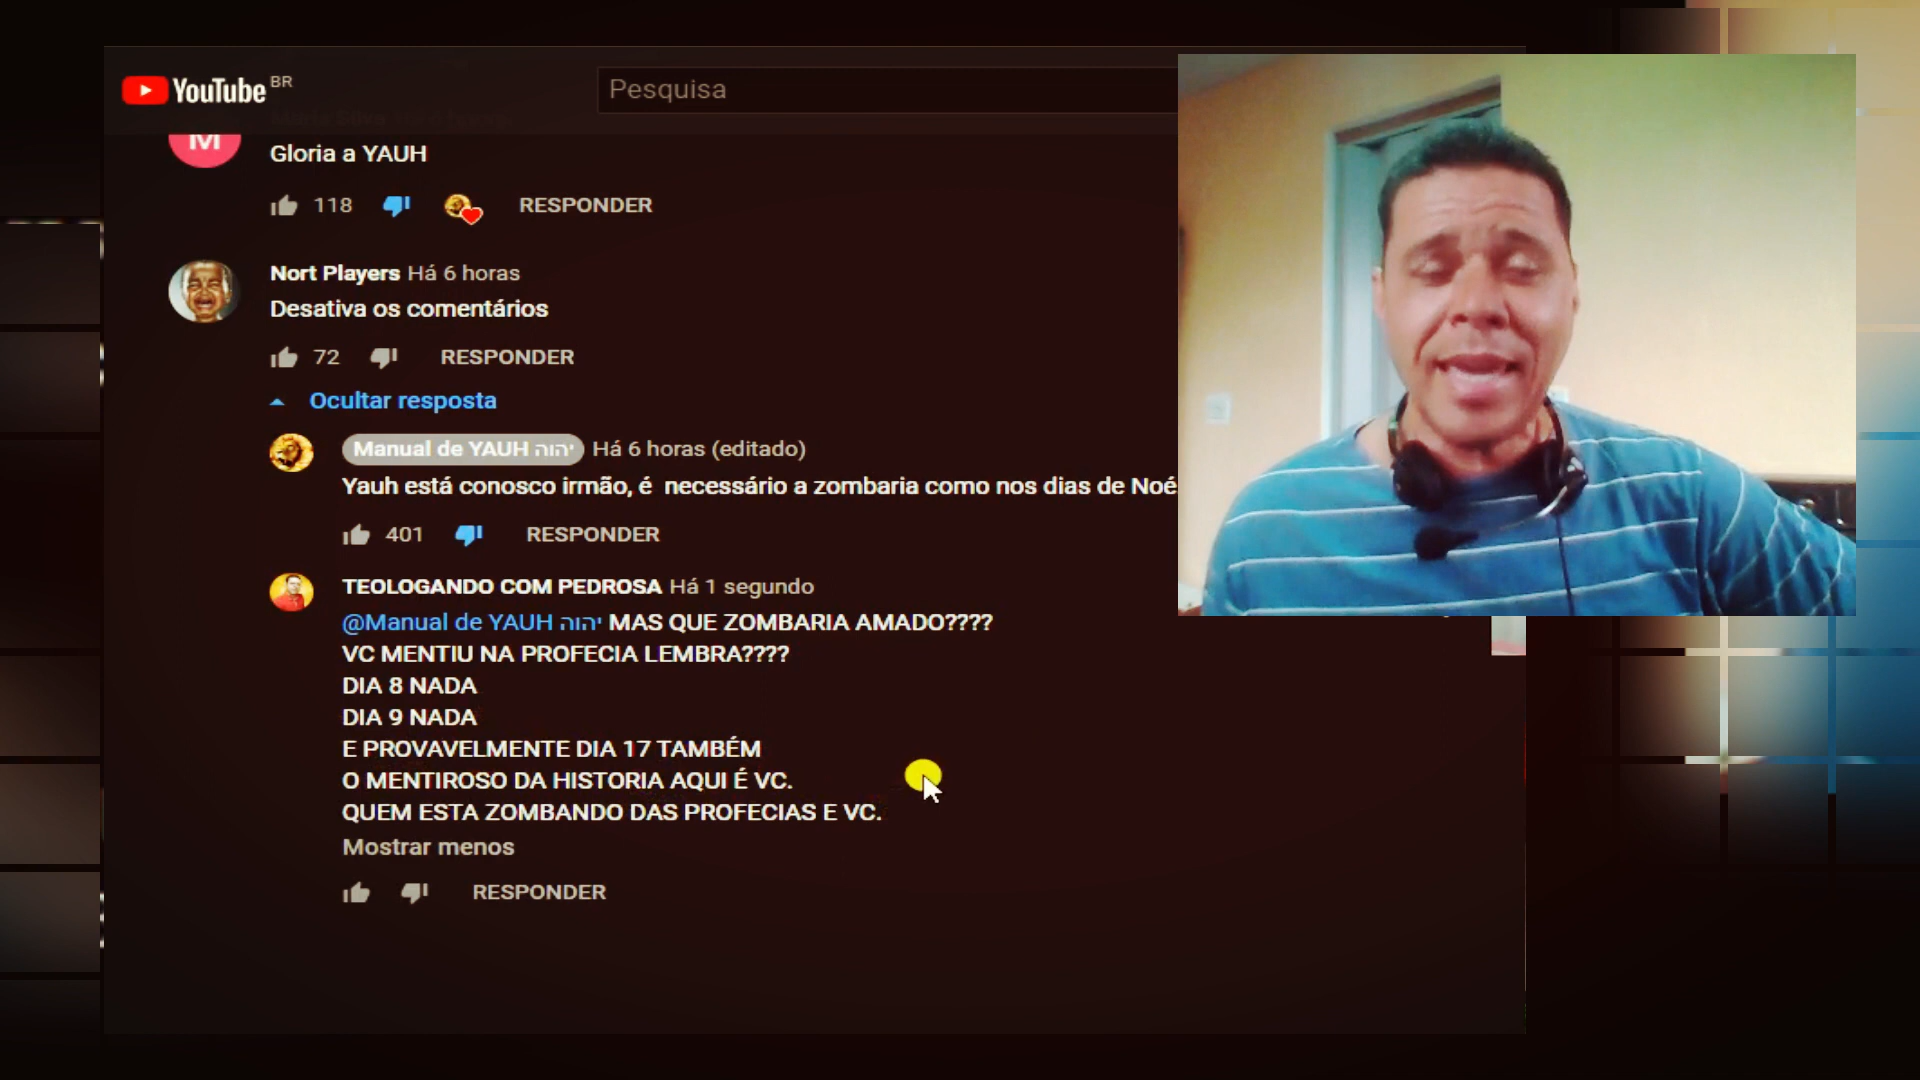 YouTube BR
Pesquisa
M
Gloria a YAUH
118 RESPONDER
Nort Players Há 6 horas
Desativa os comentários
72 RESPONDER
Ocultar resposta
Manual de YAUH יהוה Há 6 horas (editado)
Yauh está conosco irmão, é necessário a zombaria como nos dias de Noé
401 RESPONDER
TEOLOGANDO COM PEDROSA Há 1 segundo
@Manual de YAUH יהוה MAS QUE ZOMBARIA AMADO????
VC MENTIU NA PROFECIA LEMBRA????
DIA 8 NADA
DIA 9 NADA
E PROVAVELMENTE DIA 17 TAMBÉM
O MENTIROSO DA HISTORIA AQUI É VC.
QUEM ESTA ZOMBANDO DAS PROFECIAS E VC.
Mostrar menos
RESPONDER